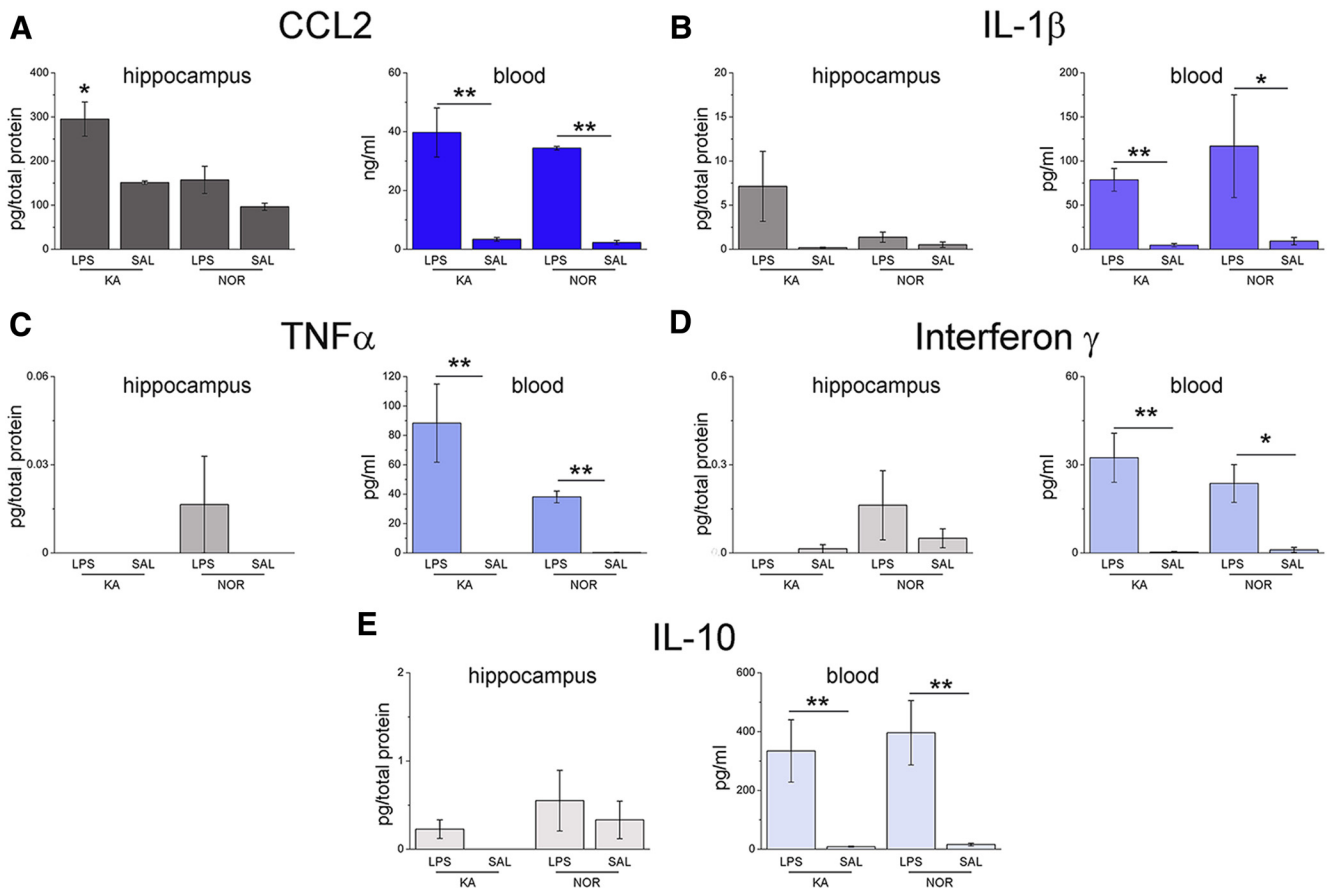 A
CCL2
hippocampus
pg/total protein
400
300
200
100
0
*
LPS SAL LPS SAL
KA NOR
blood
ng/ml
60
40
20
0
**
**
LPS SAL LPS SAL
KA NOR
B
IL-1β
hippocampus
pg/total protein
20
15
10
5
0
LPS SAL LPS SAL
KA NOR
blood
pg/ml
200
150
100
50
0
**
*
LPS SAL LPS SAL
KA NOR
C
TNFα
hippocampus
pg/total protein
0.06
0.03
0
LPS SAL LPS SAL
KA NOR
blood
pg/ml
120
100
80
60
40
20
0
**
**
LPS SAL LPS SAL
KA NOR
D
Interferon γ
hippocampus
pg/total protein
0.6
0.3
0
LPS SAL LPS SAL
KA NOR
blood
pg/ml
60
30
0
**
*
LPS SAL LPS SAL
KA NOR
E
IL-10
hippocampus
pg/total protein
2
1
0
LPS SAL LPS SAL
KA NOR
blood
pg/ml
600
400
200
0
**
**
LPS SAL LPS SAL
KA NOR